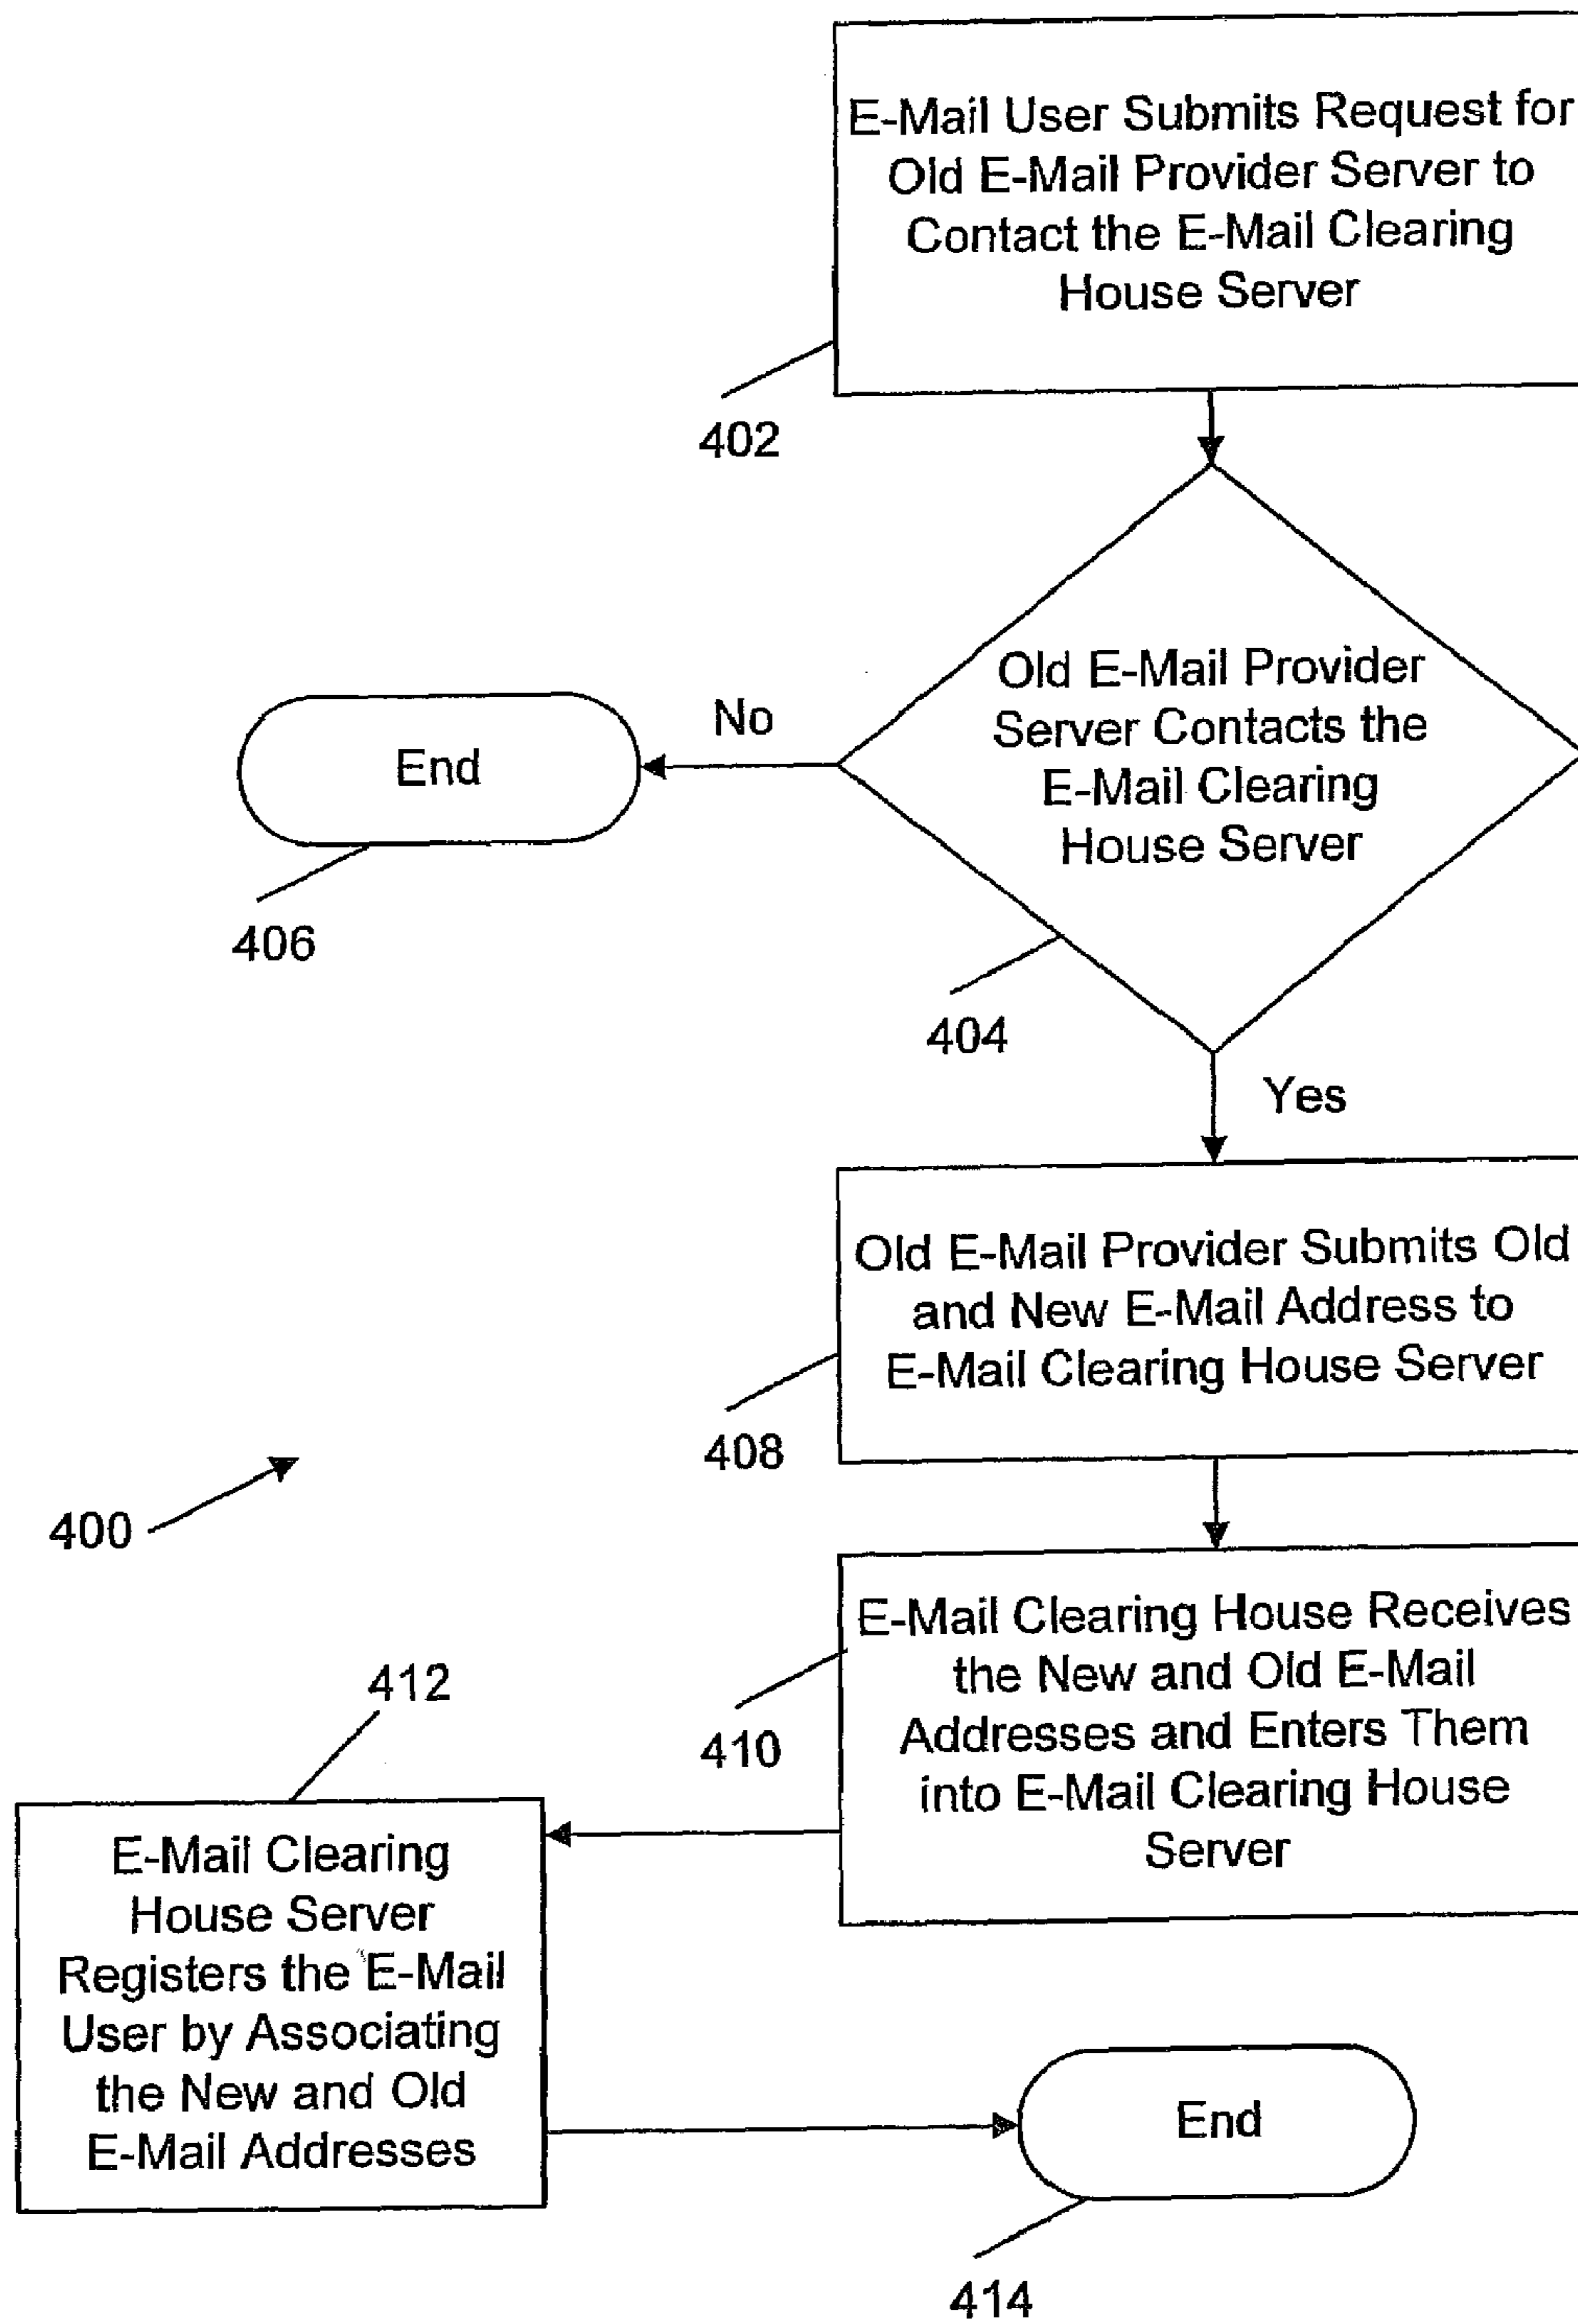 E-Mail User Submits Request for
Old E-Mail Provider Server to
Contact the E-Mail Clearing
House Server
402
Old E-Mail Provider
Server Contacts the
E-Mail Clearing
House Server
No
End
406
404
Yes
Old E-Mail Provider Submits Old
and New E-Mail Address to
E-Mail Clearing House Server
408
400
E-Mail Clearing House Receives
the New and Old E-Mail
Addresses and Enters Them
into E-Mail Clearing House
Server
410
412
E-Mail Clearing
House Server
Registers the E-Mail
User by Associating
the New and Old
E-Mail Addresses
End
414